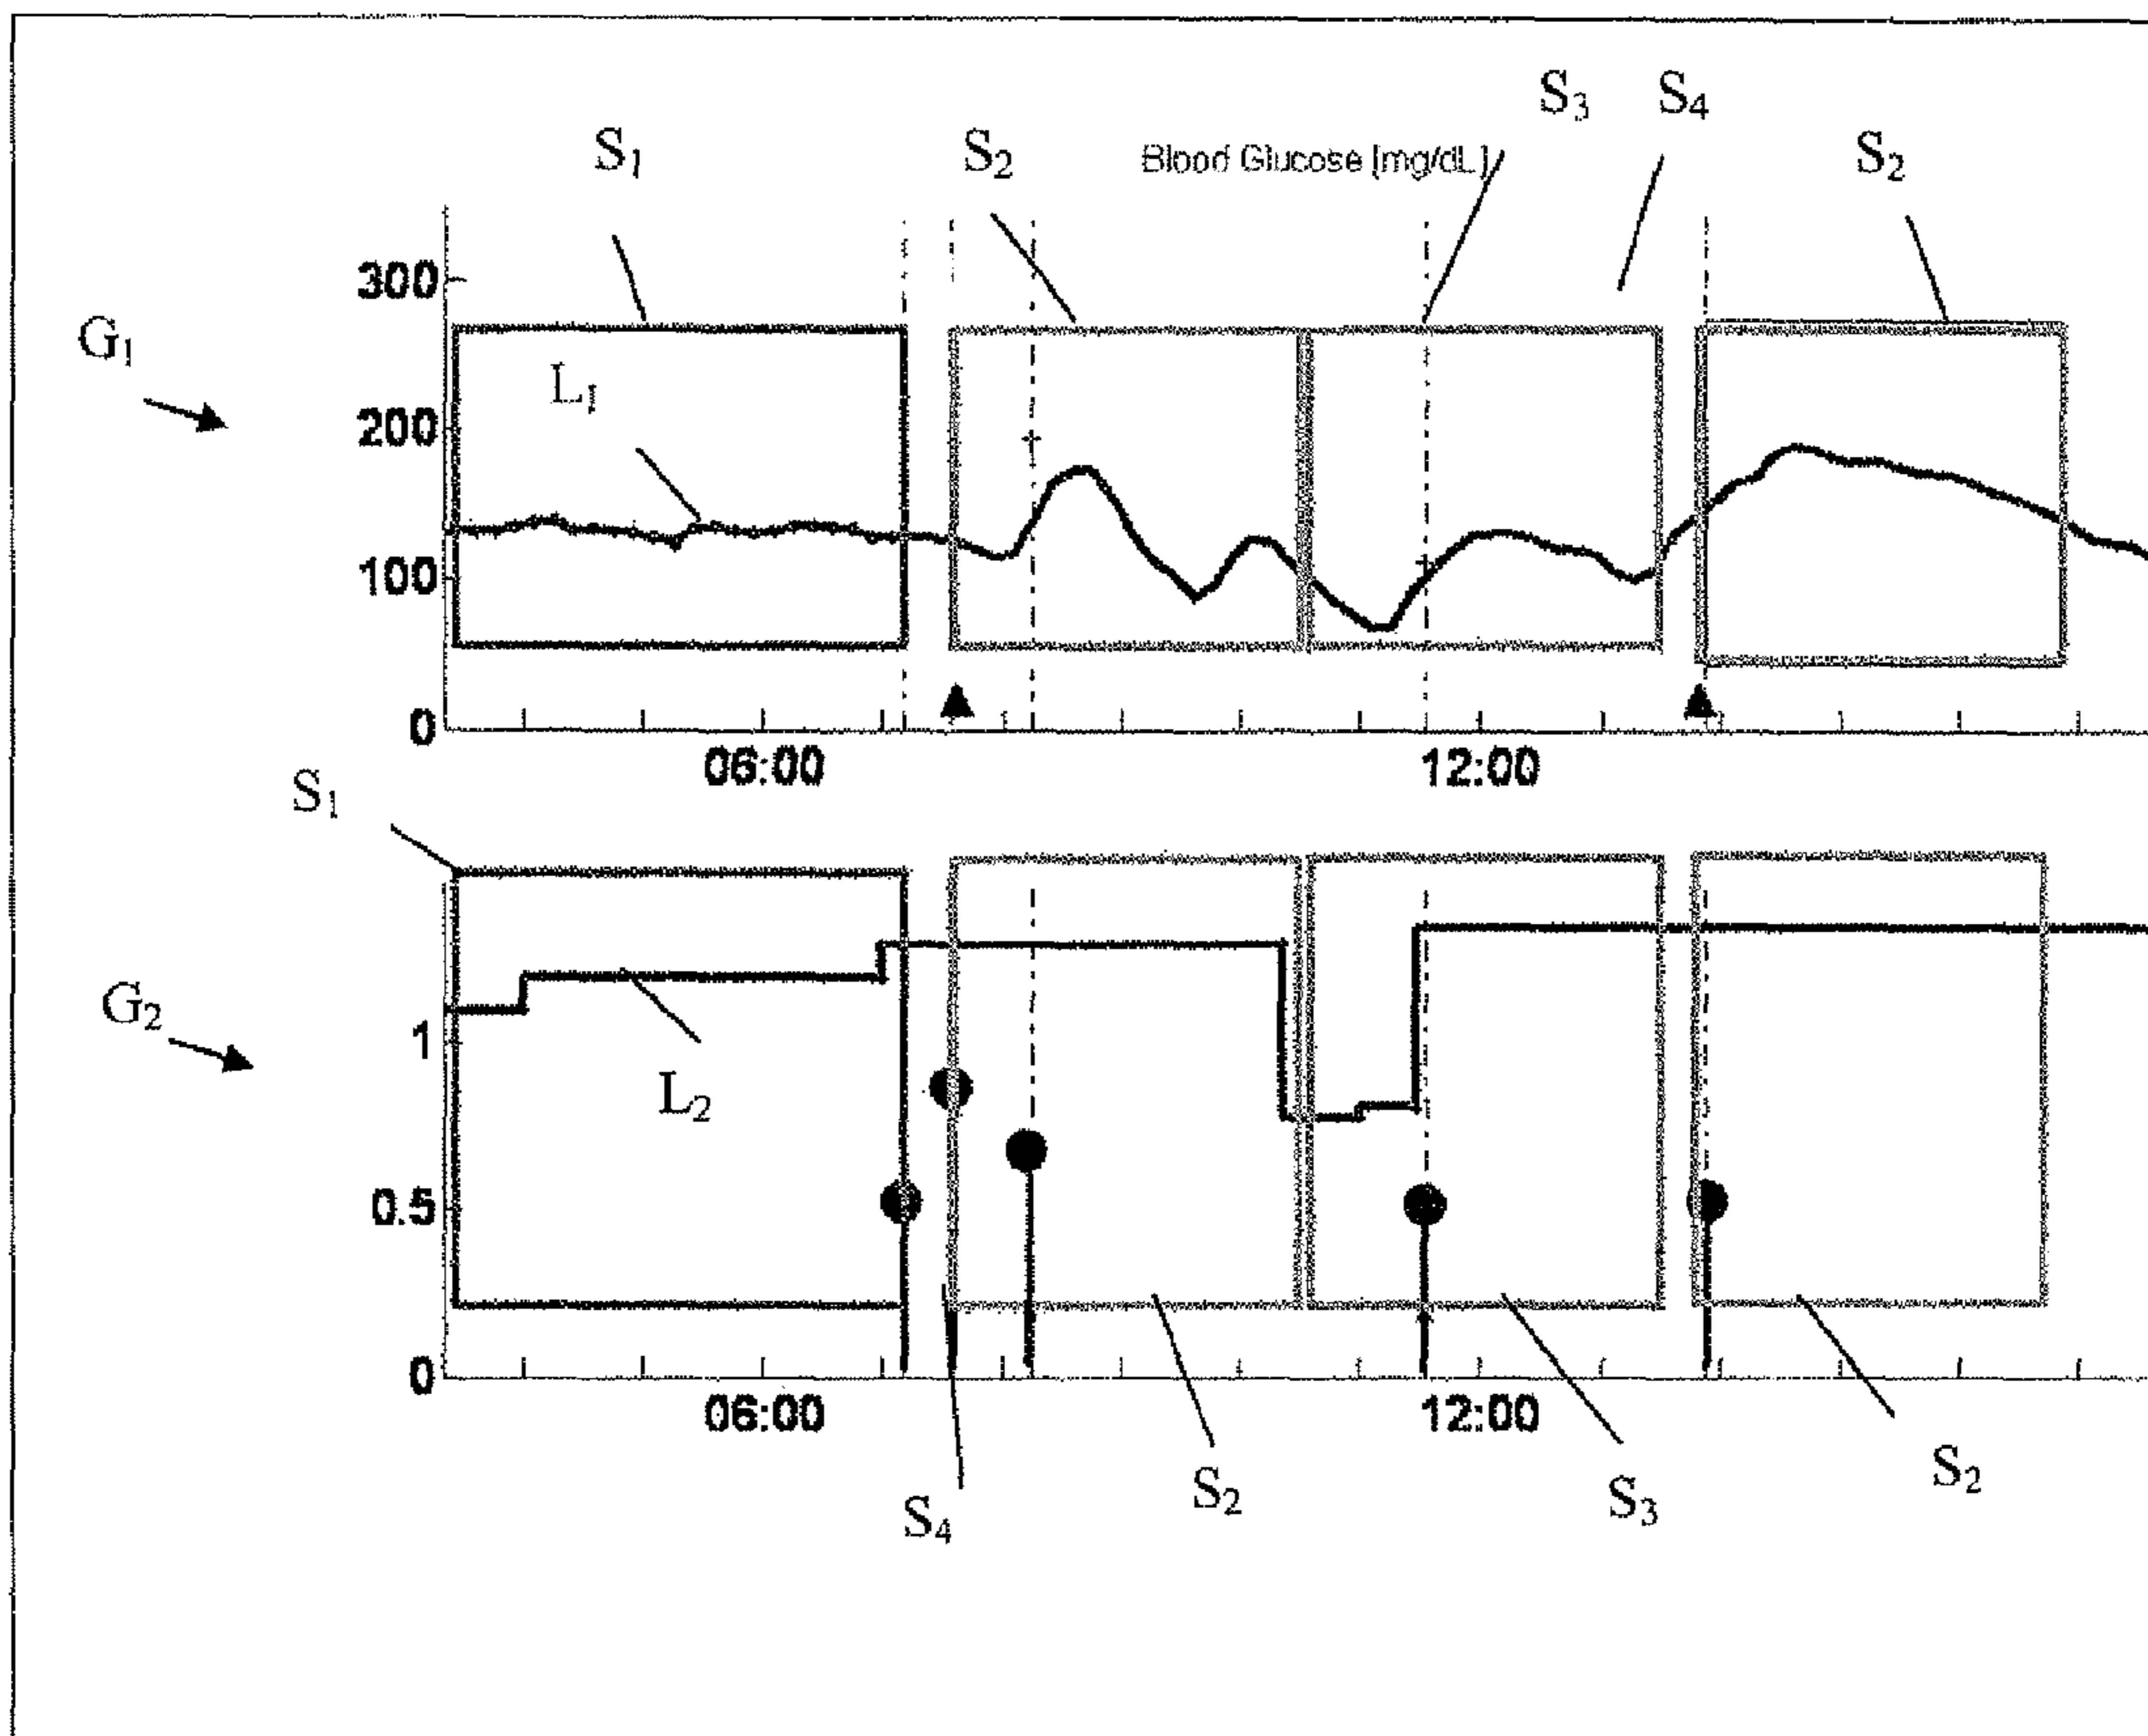 S3 S4
S1 S2 Blood Glucose [mg/dL] S2
300
G1
L1
200
100
0
06:00 12:00
S1
G2
1
L2
0.5
0
06:00 12:00
S4 S2 S3 S2